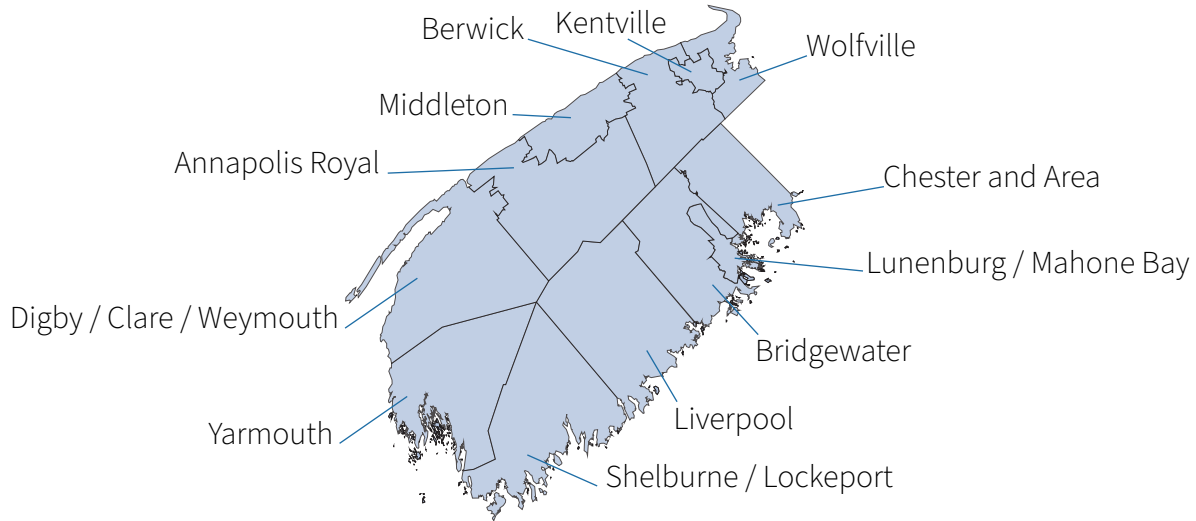 Berwick
Kentville
Wolfville
Middleton
Annapolis Royal
Chester and Area
Lunenburg / Mahone Bay
Digby / Clare / Weymouth
Bridgewater
Liverpool
Yarmouth
Shelburne / Lockeport